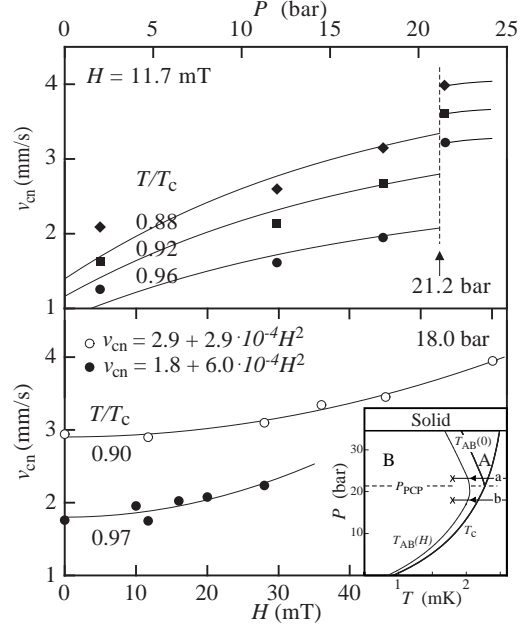 P (bar)
0 5 10 15 20 25
H = 11.7 mT
4
3
2
1
v_cn (mm/s)
T/T_c
0.88
0.92
0.96
21.2 bar
v_cn = 2.9 + 2.9 ·10^-4 H^2
v_cn = 1.8 + 6.0 ·10^-4 H^2
18.0 bar
4
3
2
1
v_cn (mm/s)
T/T_c
0.90
0.97
0 10 20 30 40
H (mT)
Solid
T_AB(0)
B
A
P_PCP
a
b
T_AB(H)
T_c
30
20
10
P (bar)
1 2
T (mK)